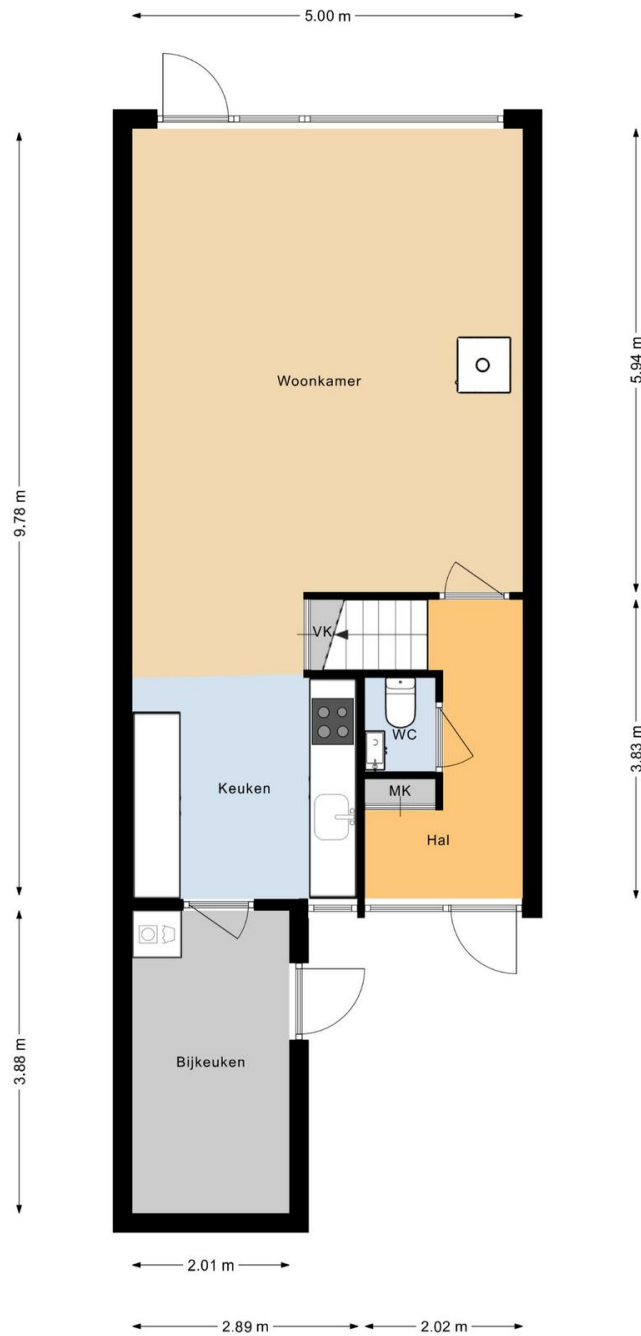 5.00 m
5.94 m
Woonkamer
9.78 m
VK
WC
3.83 m
Keuken
MK
Hal
3.88 m
Bijkeuken
2.01 m
2.89 m
2.02 m